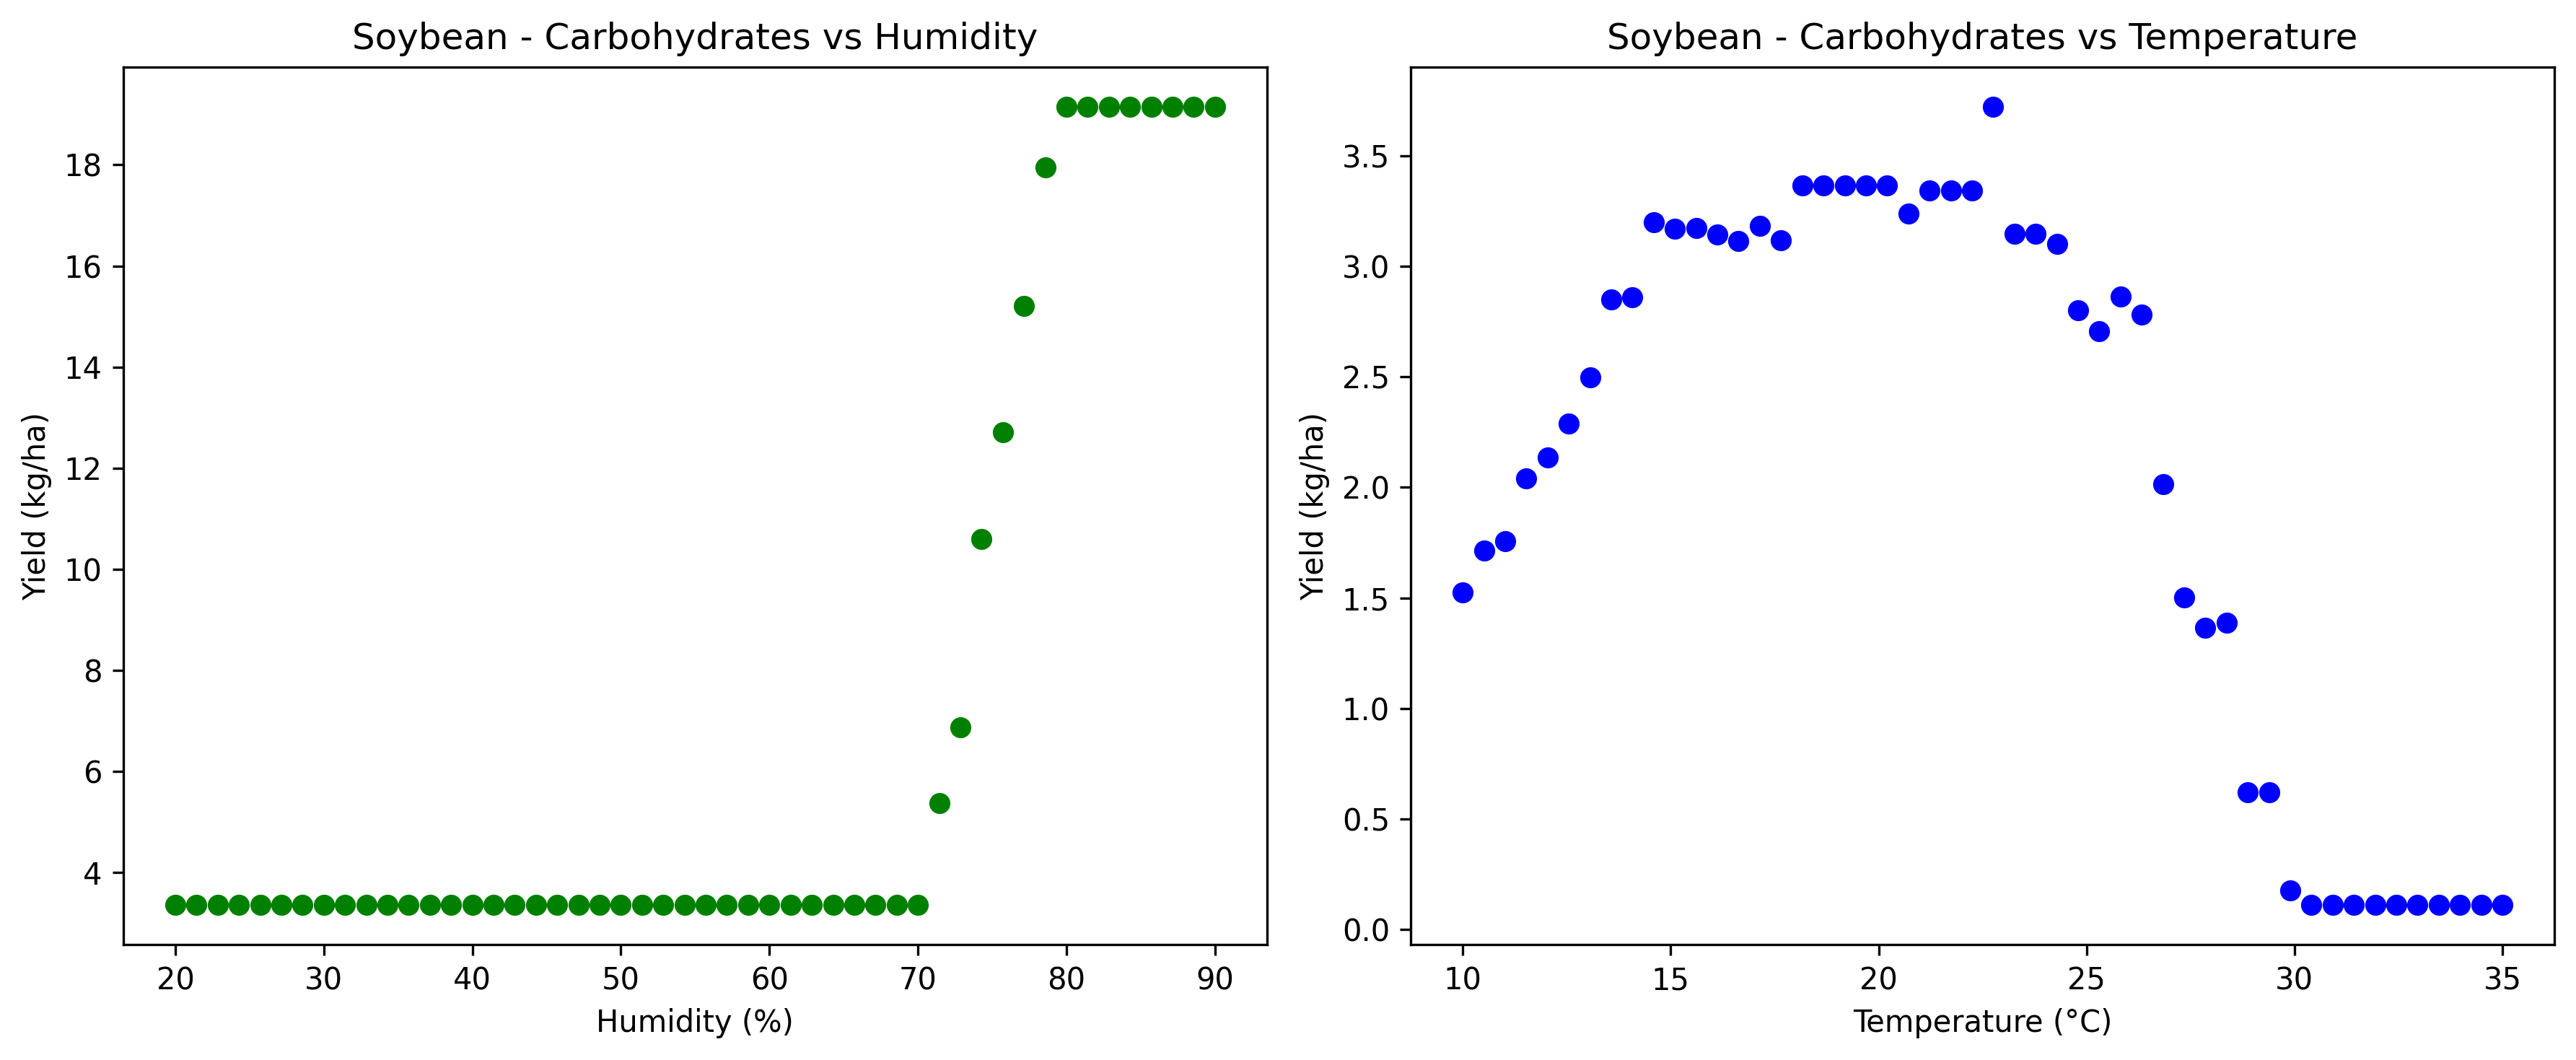 Soybean - Carbohydrates vs Humidity
18
16
14
12
10
8
6
4
Yield (kg/ha)
20 30 40 50 60 70 80 90
Humidity (%)
Soybean - Carbohydrates vs Temperature
3.5
3.0
2.5
2.0
1.5
1.0
0.5
0.0
Yield (kg/ha)
10 15 20 25 30 35
Temperature (°C)